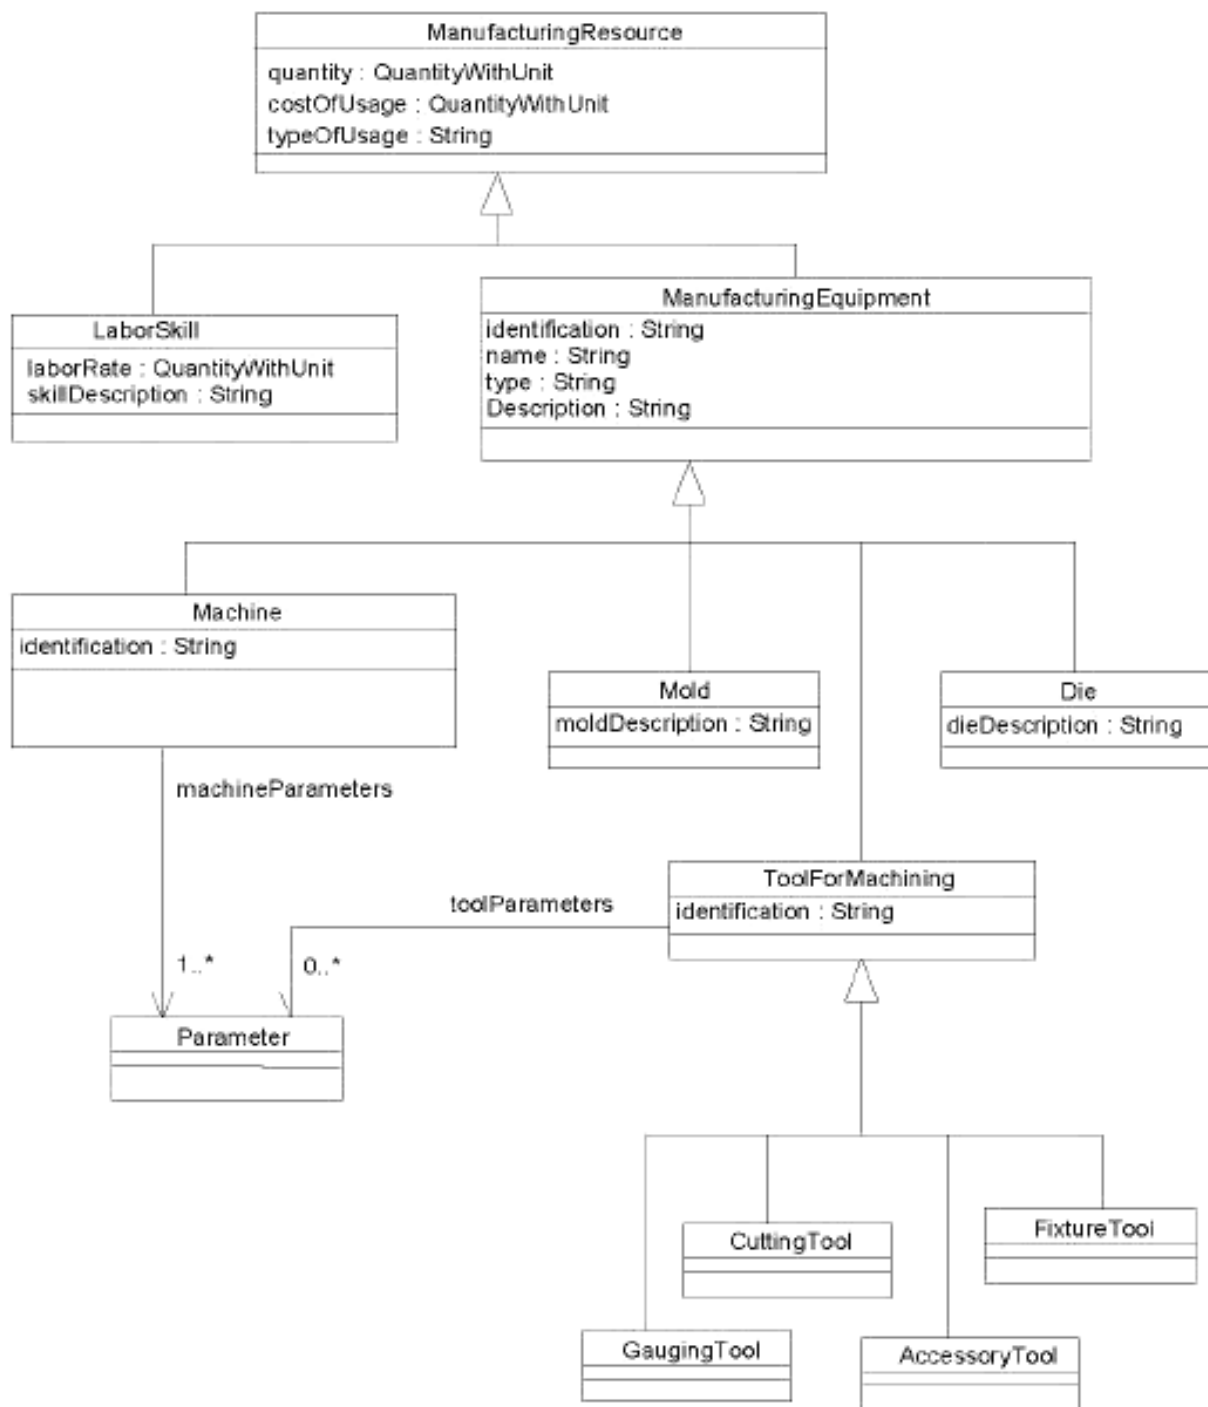 ManufacturingResource
quantity : QuantityWithUnit
costOfUsage : QuantityWithUnit
typeOfUsage : String
LaborSkill
laborRate : QuantityWithUnit
skillDescription : String
ManufacturingEquipment
identification : String
name : String
type : String
Description : String
Machine
identification : String
Mold
moldDescription : String
Die
dieDescription : String
machineParameters
1..*
toolParameters
0..*
ToolForMachining
identification : String
Parameter
CuttingTool
FixtureTool
GaugingTool
AccessoryTool